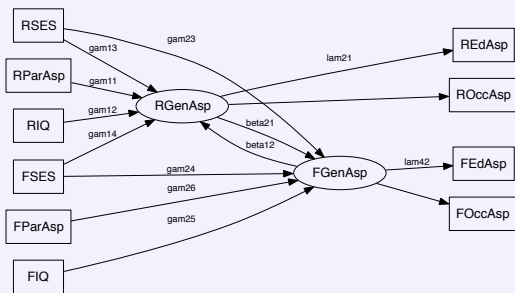 RSES
gam23
REdAsp
gam13
lam21
RParAsp
gam11
ROccAsp
RGenAsp
gam12
RIQ
beta21
gam14
beta12
FEdAsp
lam42
FSES
gam24
FGenAsp
gam26
FOccAsp
gam25
FParAsp
FIQ